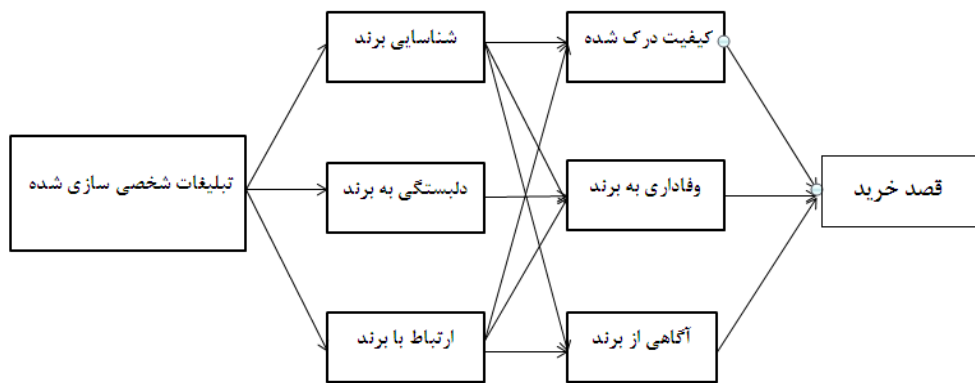 تبلیغات شخصی سازی شده
شناسایی برند
دلبستگی به برند
ارتباط با برند
کیفیت درک شده
وفاداری به برند
آگاهی از برند
قصد خرید